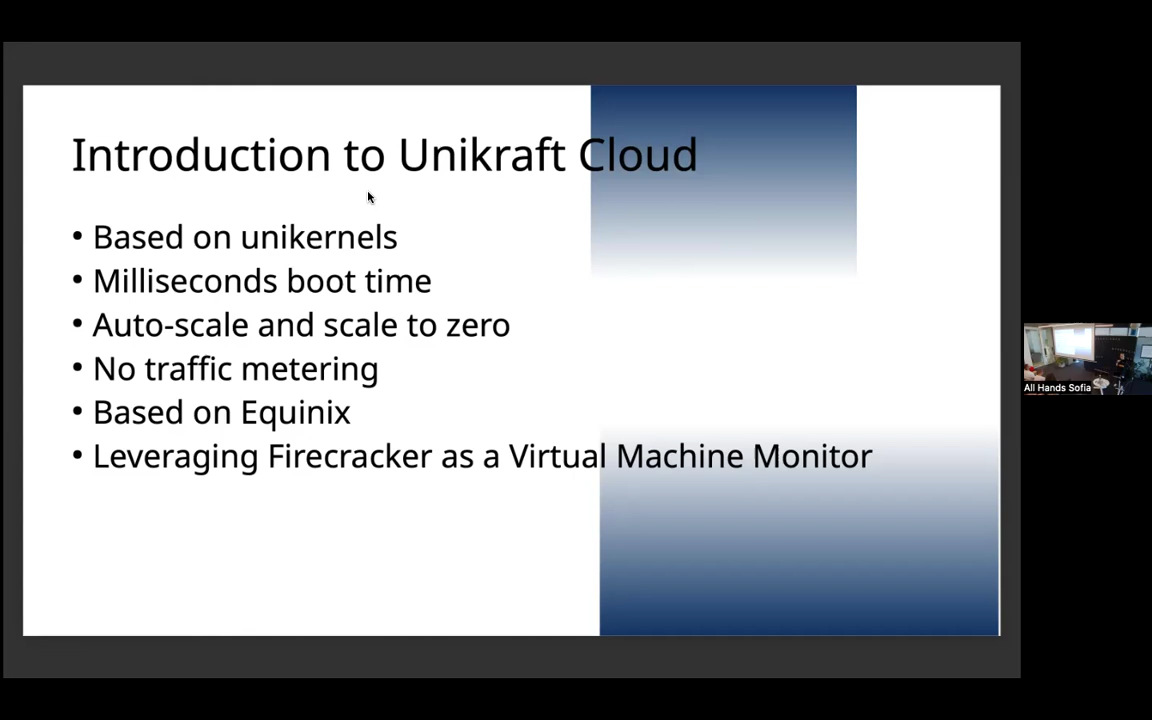 Introduction to Unikraft Cloud
• Based on unikernels
• Milliseconds boot time
• Auto-scale and scale to zero
• No traffic metering
• Based on Equinix
• Leveraging Firecracker as a Virtual Machine Monitor
All Hands Sofia